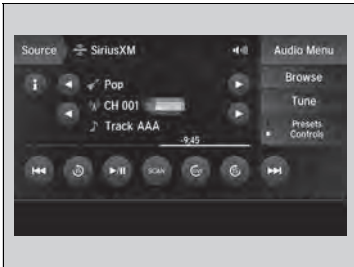 Source SiriusXM Audio Menu
Pop Browse
CH 001 Tune
Track AAA Presets
Controls
-9:45
SCAN